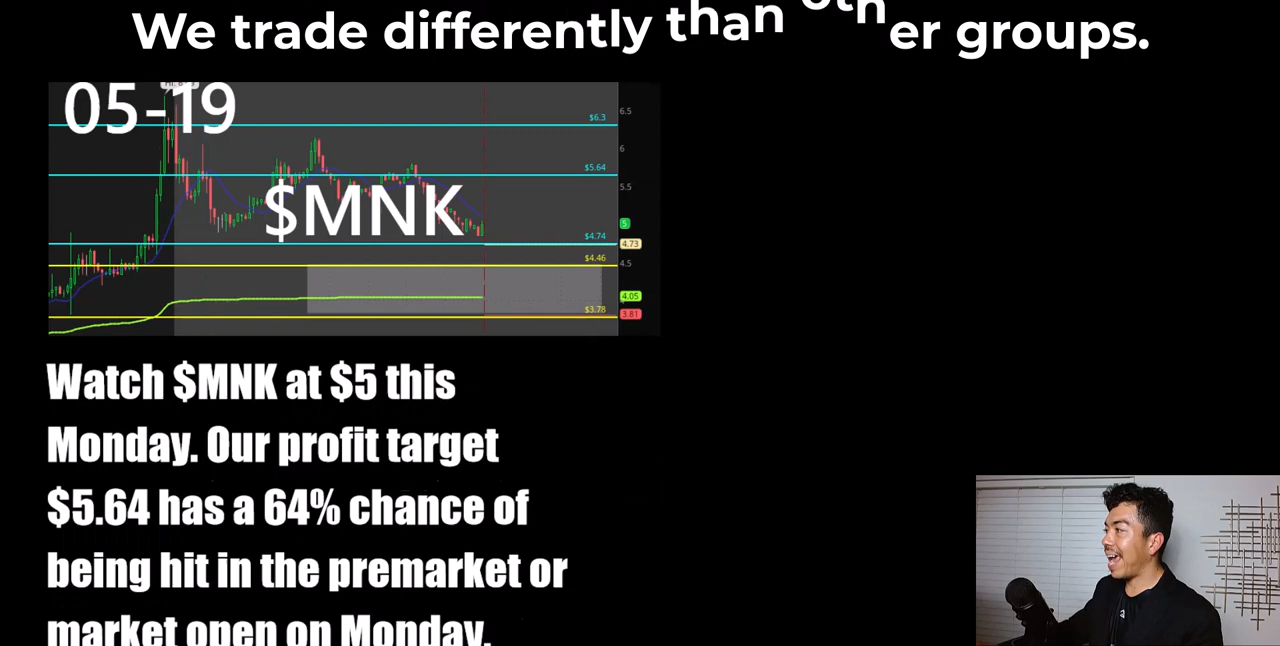 We trade differently than other groups.
05-19
$6.3
6.5
6
$5.64
5.5
$MNK
5
$4.74
4.73
$4.46
4.5
4.05
$3.78
3.81
Watch $MNK at $5 this
Monday. Our profit target
$5.64 has a 64% chance of
being hit in the premarket or
market open on Monday.